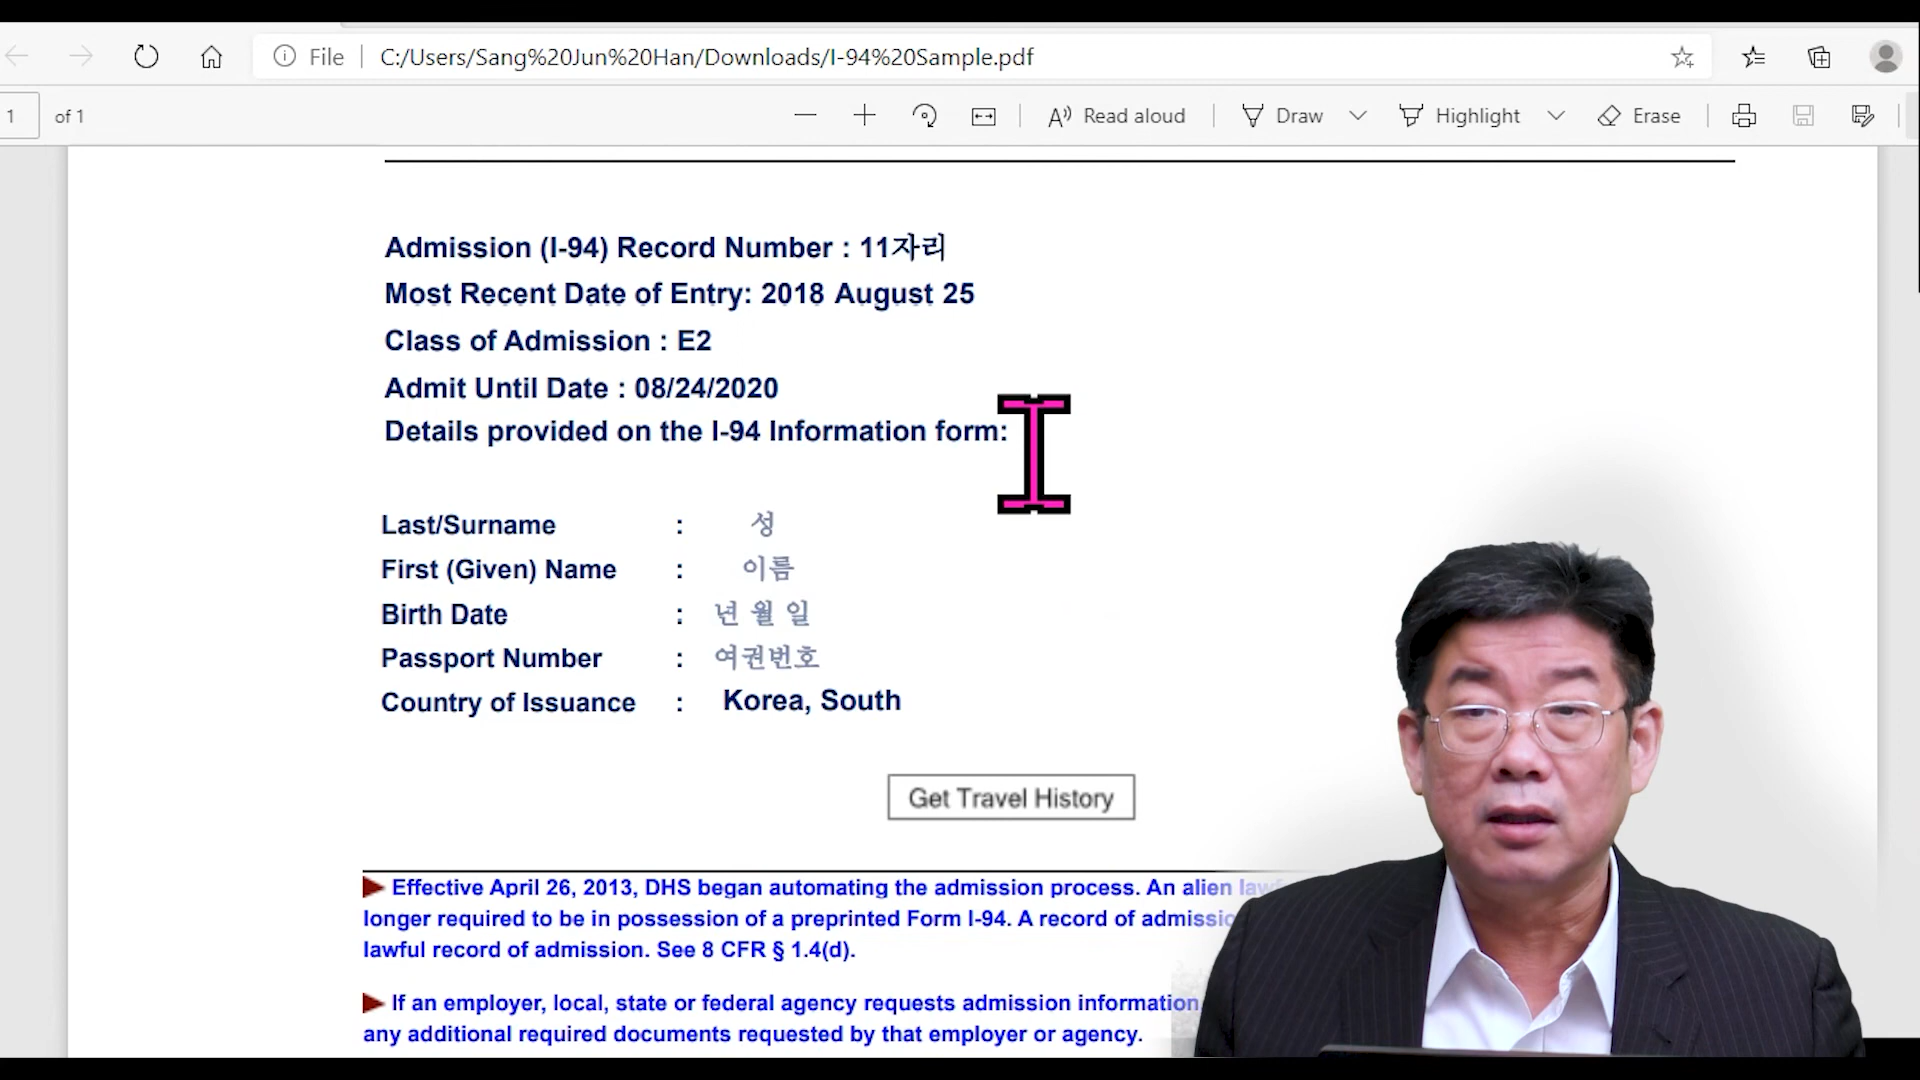 File C:/Users/Sang%20Jun%20Han/Downloads/I-94%20Sample.pdf
1 of 1 Read aloud Draw Highlight Erase
Admission (I-94) Record Number : 11자리
Most Recent Date of Entry: 2018 August 25
Class of Admission : E2
Admit Until Date : 08/24/2020
Details provided on the I-94 Information form:
Last/Surname : 성
First (Given) Name : 이름
Birth Date : 년 월 일
Passport Number : 여권번호
Country of Issuance : Korea, South
Get Travel History
Effective April 26, 2013, DHS began automating the admission process. An alien
longer required to be in possession of a preprinted Form I-94. A record of
lawful record of admission. See 8 CFR § 1.4(d).
If an employer, local, state or federal agency requests admission information
any additional required documents requested by that employer or agency.